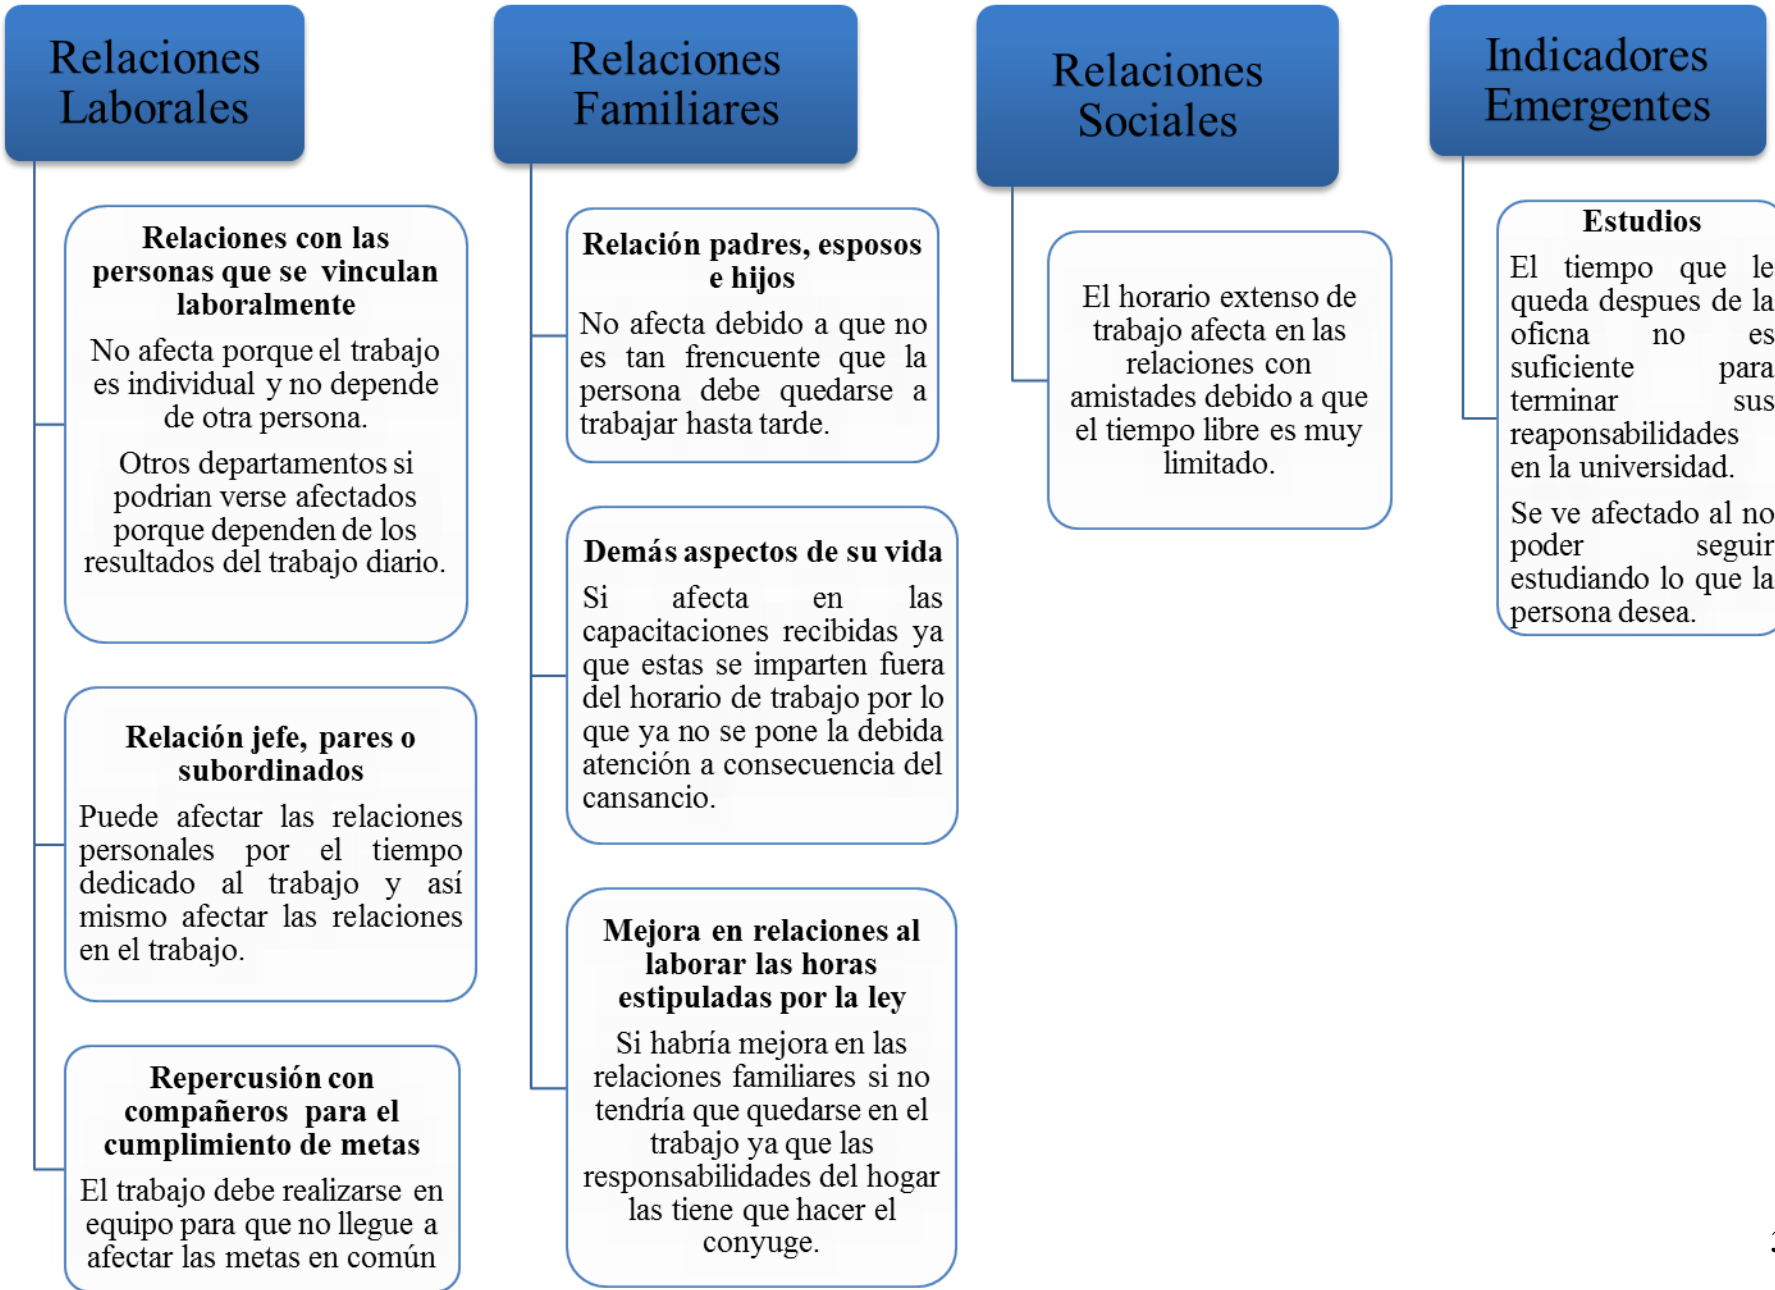 Relaciones
Laborales
Relaciones con las
personas que se vinculan
laboralmente
No afecta porque el trabajo
es individual y no depende
de otra persona.
Otros departamentos si
podrian verse afectados
porque dependen de los
resultados del trabajo diario.
Relación jefe, pares o
subordinados
Puede afectar las relaciones
personales por el tiempo
dedicado al trabajo y así
mismo afectar las relaciones
en el trabajo.
Repercusión con
compañeros para el
cumplimiento de metas
El trabajo debe realizarse en
equipo para que no llegue a
afectar las metas en común
Relaciones
Familiares
Relación padres, esposos
e hijos
No afecta debido a que no
es tan frencuente que la
persona debe quedarse a
trabajar hasta tarde.
Demás aspectos de su vida
Si afecta en las
capacitaciones recibidas ya
que estas se imparten fuera
del horario de trabajo por lo
que ya no se pone la debida
atención a consecuencia del
cansancio.
Mejora en relaciones al
laborar las horas
estipuladas por la ley
Si habría mejora en las
relaciones familiares si no
tendría que quedarse en el
trabajo ya que las
responsabilidades del hogar
las tiene que hacer el
conyuge.
Relaciones
Sociales
El horario extenso de
trabajo afecta en las
relaciones con
amistades debido a que
el tiempo libre es muy
limitado.
Indicadores
Emergentes
Estudios
El tiempo que le
queda despues de la
oficna no es
suficiente para
terminar sus
reaponsabilidades
en la universidad.
Se ve afectado al no
poder seguir
estudiando lo que la
persona desea.